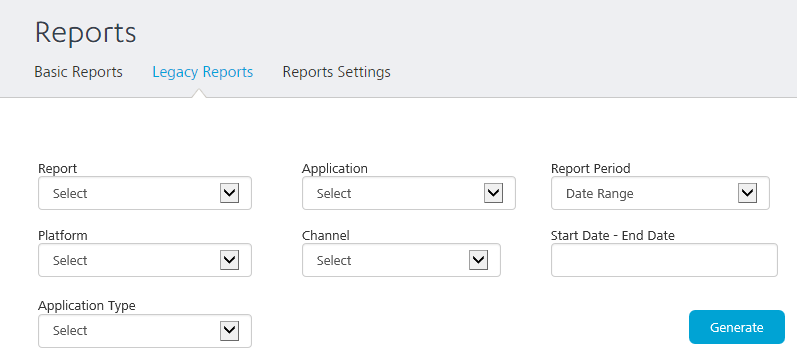 Reports
Basic Reports Legacy Reports Reports Settings
Report Application Report Period
Select Select Date Range
Platform Channel Start Date - End Date
Select Select
Application Type
Select Generate